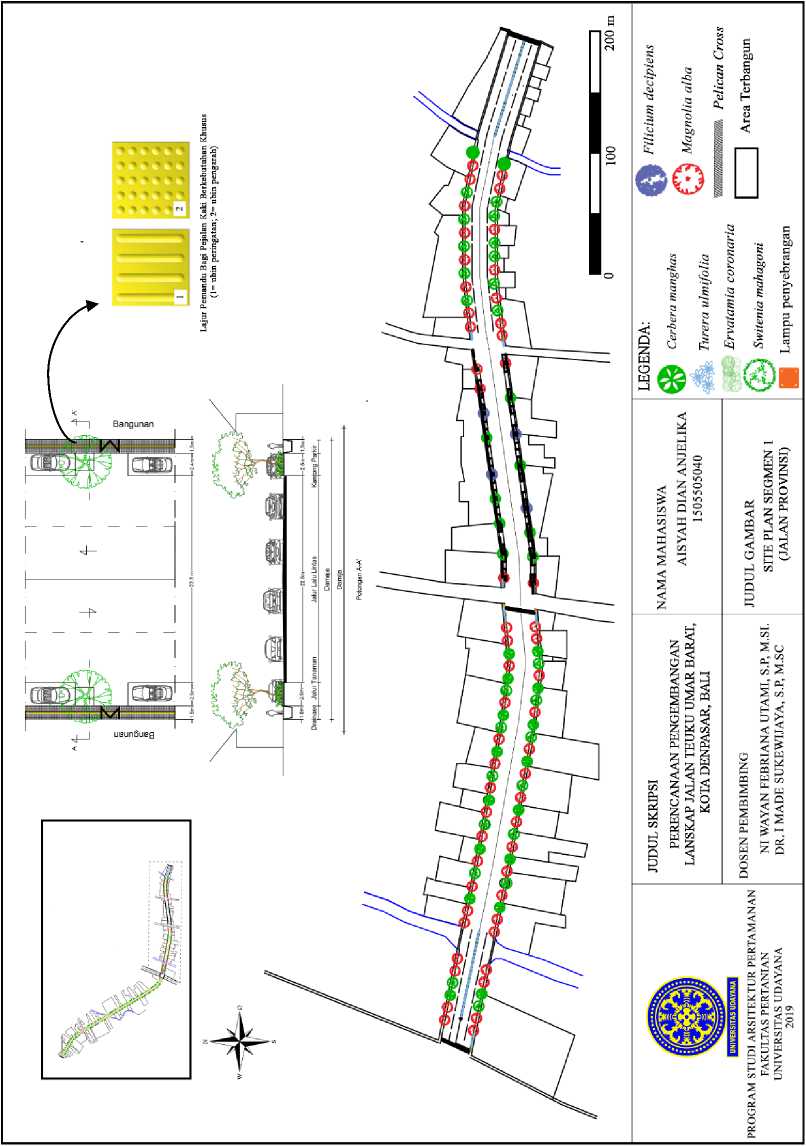 2
1
Lajur Pemandu Bagi Pejalan Kaki Berkebutuhan Khusus
(1= ubin peringatan; 2= ubin pengarah)
A'
A
Bangunan
Bangunan
Drainase
Jalur Tanaman
Jalur Lalu Lintas
Kantong Parkir
Damija
Potongan A-A'
W
S
0
100
200 m
PROGRAM STUDI ARSITEKTUR PERTAMANAN
FAKULTAS PERTANIAN
UNIVERSITAS UDAYANA
2019
UNIVERSITAS UDAYANA
JUDUL SKRIPSI
PERENCANAAN PENGEMBANGAN
LANSKAP JALAN TEUKU UMAR BARAT,
KOTA DENPASAR, BALI
DOSEN PEMBIMBING
NI WAYAN FEBRIANA UTAMI, S.P, M.SI.
DR. I MADE SUKEWIJAYA, S.P, M.SC
NAMA MAHASISWA
AISYAH DIAN ANJELIKA
1505505040
JUDUL GAMBAR
SITE PLAN SEGMEN 1
(JALAN PROVINSI)
LEGENDA:
Cerbera manghas
Turera ulmifolia
Ervatamia coronaria
Switenia mahagoni
Lampu penyebrangan
Filicium decipiens
Magnolia alba
Pelican Cross
Area Terbangun